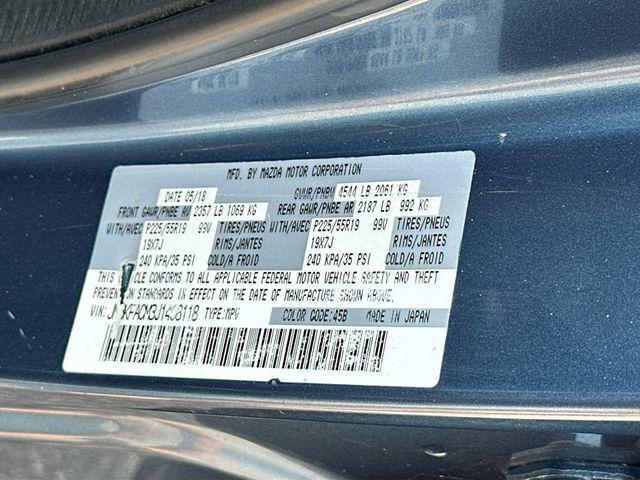 MFD. BY MAZDA MOTOR CORPORATION
DATE 05/18 GVWR/PNBV 4544 LB 2061 KG
FRONT GAWR/PNBE AV 2357 LB 1069 KG REAR GAWR/PNBE AR 2187 LB 992 KG
WITH/AVEC P225/55R19 99V TIRES/PNEUS WITH/AVEC P225/55R19 99V TIRES/PNEUS
19X7J RIMS/JANTES 19X7J RIMS/JANTES
240 KPA/35 PSI COLD/A FROID 240 KPA/35 PSI COLD/A FROID
THIS VEHICLE CONFORMS TO ALL APPLICABLE FEDERAL MOTOR VEHICLE SAFETY AND THEFT
PREVENTION STANDARDS IN EFFECT ON THE DATE OF MANUFACTURE SHOWN ABOVE.
VIN: TYPE:MPV COLOR CODE:45B MADE IN JAPAN